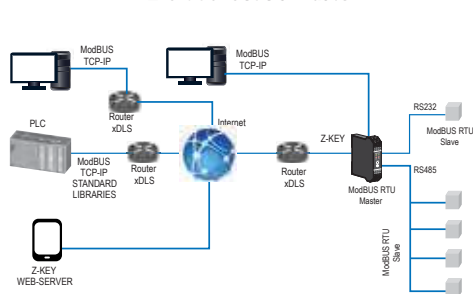 ModBUS
TCP-IP
ModBUS
TCP-IP
Router
xDLS
PLC
Internet
Z-KEY
RS232
ModBUS RTU
Slave
ModBUS
TCP-IP
STANDARD
LIBRARIES
Router
xDLS
Router
xDLS
RS485
ModBUS RTU
Master
ModBUS RTU
Slave
Z-KEY
WEB-SERVER